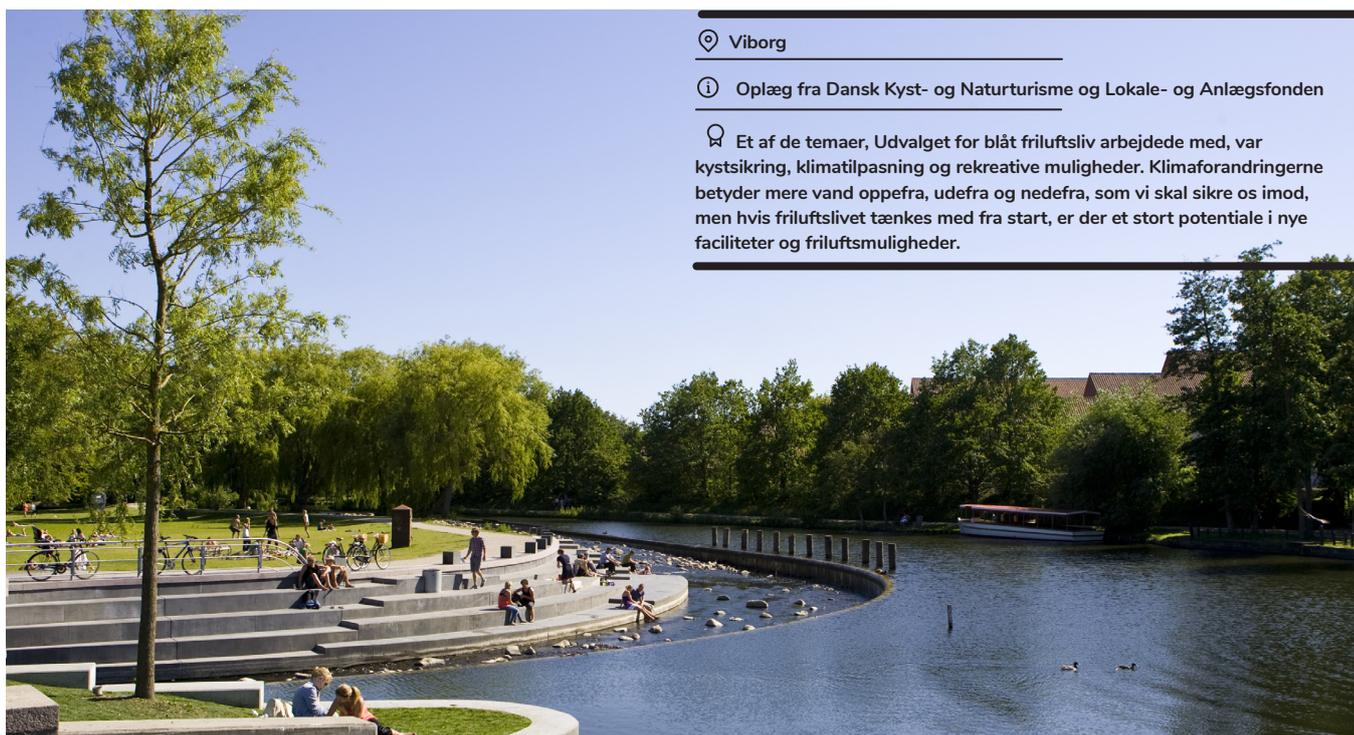 Viborg
Oplæg fra Dansk Kyst- og Naturturisme og Lokale- og Anlægsfonden
Et af de temaer, Udvalget for blåt friluftsliv arbejdede med, var
kystsikring, klimatilpasning og rekreative muligheder. Klimaforandringerne
betyder mere vand oppefra, udefra og nedefra, som vi skal sikre os imod,
men hvis friluftslivet tænkes med fra start, er der et stort potentiale i nye
faciliteter og friluftsmuligheder.